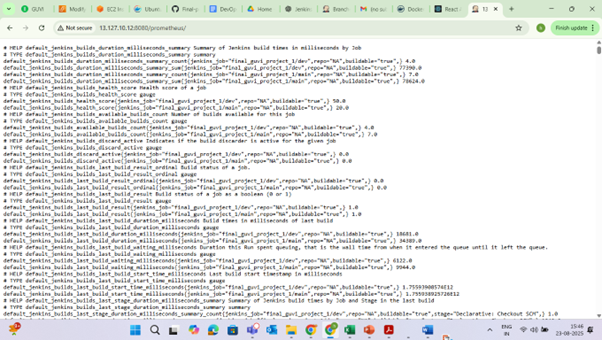 GUVI
EC2 In
Final-g
DevO
Home
Jenkin
Branch
(no su
Docke
React
Not secure
13.127.10.12:8080/prometheus/
Finish update
# HELP default_jenkins_builds_duration_milliseconds_summary Summary of Jenkins build times in milliseconds by Job
# TYPE default_jenkins_builds_duration_milliseconds_summary summary
default_jenkins_builds_duration_milliseconds_summary_count{jenkins_job="final_guvi_project_1/dev",repo="NA",buildable="true",} 4.0
default_jenkins_builds_duration_milliseconds_summary_sum{jenkins_job="final_guvi_project_1/dev",repo="NA",buildable="true",} 77390.0
default_jenkins_builds_duration_milliseconds_summary_count{jenkins_job="final_guvi_project_1/main",repo="NA",buildable="true",} 7.0
default_jenkins_builds_duration_milliseconds_summary_sum{jenkins_job="final_guvi_project_1/main",repo="NA",buildable="true",} 78624.0
# HELP default_jenkins_builds_health_score Health score of a job
# TYPE default_jenkins_builds_health_score gauge
default_jenkins_builds_health_score{jenkins_job="final_guvi_project_1/dev",repo="NA",buildable="true",} 50.0
default_jenkins_builds_health_score{jenkins_job="final_guvi_project_1/main",repo="NA",buildable="true",} 20.0
# HELP default_jenkins_builds_available_builds_count Number of builds available for this job
# TYPE default_jenkins_builds_available_builds_count gauge
default_jenkins_builds_available_builds_count{jenkins_job="final_guvi_project_1/dev",repo="NA",buildable="true",} 4.0
default_jenkins_builds_available_builds_count{jenkins_job="final_guvi_project_1/main",repo="NA",buildable="true",} 7.0
# HELP default_jenkins_builds_discard_active Indicates if the build discarder is active for the given job
# TYPE default_jenkins_builds_discard_active gauge
default_jenkins_builds_discard_active{jenkins_job="final_guvi_project_1/dev",repo="NA",buildable="true",} 0.0
default_jenkins_builds_discard_active{jenkins_job="final_guvi_project_1/main",repo="NA",buildable="true",} 0.0
# HELP default_jenkins_builds_last_build_result_ordinal Build status of a job.
# TYPE default_jenkins_builds_last_build_result_ordinal gauge
default_jenkins_builds_last_build_result_ordinal{jenkins_job="final_guvi_project_1/dev",repo="NA",buildable="true",} 0.0
default_jenkins_builds_last_build_result_ordinal{jenkins_job="final_guvi_project_1/main",repo="NA",buildable="true",} 0.0
# HELP default_jenkins_builds_last_build_result Build status of a job as a boolean (0 or 1)
# TYPE default_jenkins_builds_last_build_result gauge
default_jenkins_builds_last_build_result{jenkins_job="final_guvi_project_1/dev",repo="NA",buildable="true",} 1.0
default_jenkins_builds_last_build_result{jenkins_job="final_guvi_project_1/main",repo="NA",buildable="true",} 1.0
# HELP default_jenkins_builds_last_build_duration_milliseconds Build times in milliseconds of last build
# TYPE default_jenkins_builds_last_build_duration_milliseconds gauge
default_jenkins_builds_last_build_duration_milliseconds{jenkins_job="final_guvi_project_1/dev",repo="NA",buildable="true",} 18681.0
default_jenkins_builds_last_build_duration_milliseconds{jenkins_job="final_guvi_project_1/main",repo="NA",buildable="true",} 34389.0
# HELP default_jenkins_builds_last_build_waiting_milliseconds Duration this Run spent queuing, that is the wall time from when it entered the queue until it left the queue.
# TYPE default_jenkins_builds_last_build_waiting_milliseconds gauge
default_jenkins_builds_last_build_waiting_milliseconds{jenkins_job="final_guvi_project_1/dev",repo="NA",buildable="true",} 6122.0
default_jenkins_builds_last_build_waiting_milliseconds{jenkins_job="final_guvi_project_1/main",repo="NA",buildable="true",} 9944.0
# HELP default_jenkins_builds_last_build_start_time_milliseconds Last build start timestamp in milliseconds
# TYPE default_jenkins_builds_last_build_start_time_milliseconds gauge
default_jenkins_builds_last_build_start_time_milliseconds{jenkins_job="final_guvi_project_1/dev",repo="NA",buildable="true",}
default_jenkins_builds_last_build_start_time_milliseconds{jenkins_job="final_guvi_project_1/main",repo="NA",buildable="true",}
# HELP default_jenkins_builds_last_stage_duration_milliseconds_summary Summary of Jenkins build times by Job and Stage in the last build
# TYPE default_jenkins_builds_last_stage_duration_milliseconds_summary summary
default_jenkins_builds_last_stage_duration_milliseconds_summary_count{jenkins_job="final_guvi_project_1/dev",repo="NA",buildable="true",stage="Declarative: Checkout SCM",} 1.0
ENG
IN
19:46
23-08-2025